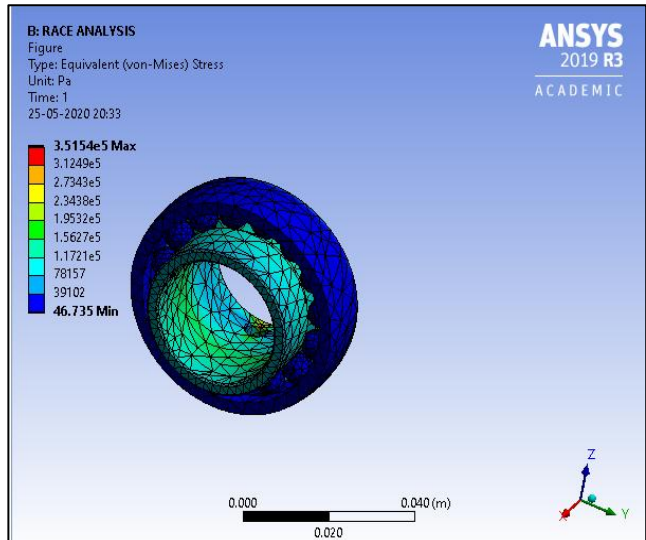 B: RACE ANALYSIS
Figure
Type: Equivalent (von-Mises) Stress
Unit: Pa
Time: 1
25-05-2020 20:33
ANSYS
2019 R3
ACADEMIC
3.5154e5 Max
3.1249e5
2.7343e5
2.3438e5
1.9532e5
1.5627e5
1.1721e5
78157
39102
46.735 Min
Z
Y
X
0.000
0.040 (m)
0.020